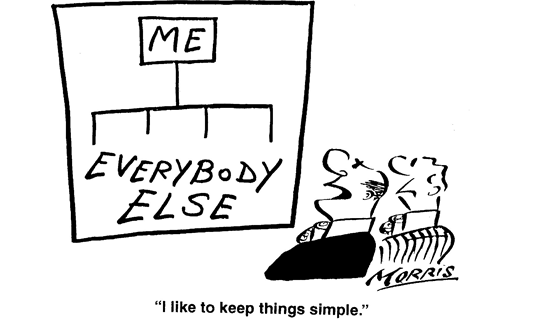 ME
EVERYBODY
ELSE
MORRIS
“I like to keep things simple.”